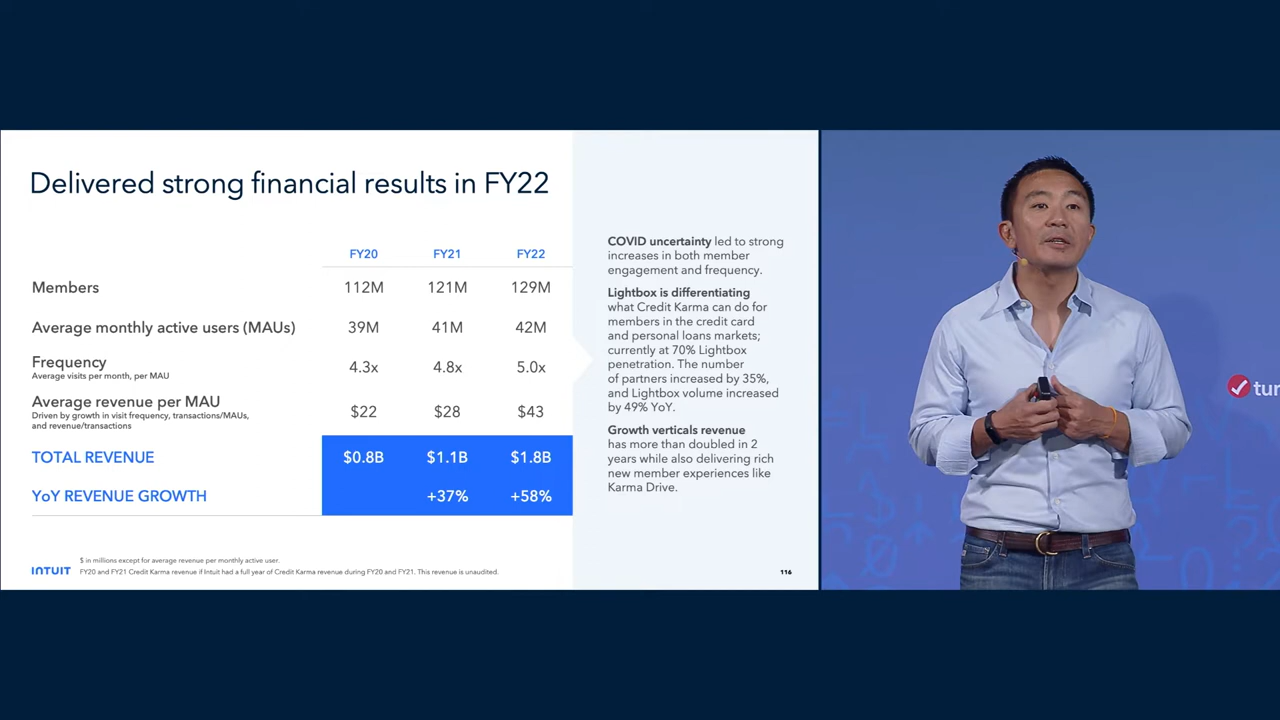 Delivered strong financial results in FY22
FY20 FY21 FY22
Members 112M 121M 129M
Average monthly active users (MAUs) 39M 41M 42M
Frequency 4.3x 4.8x 5.0x
Average visits per month, per MAU
Average revenue per MAU $22 $28 $43
Driven by growth in visit frequency, transactions/MAUs,
and revenue/transactions
TOTAL REVENUE $0.8B $1.1B $1.8B
YoY REVENUE GROWTH +37% +58%
COVID uncertainty led to strong
increases in both member
engagement and frequency.
Lightbox is differentiating
what Credit Karma can do for
members in the credit card
and personal loans markets;
currently at 70% Lightbox
penetration. The number
of partners increased by 35%,
and Lightbox volume increased
by 49% YoY.
Growth verticals revenue
has more than doubled in 2
years while also delivering rich
new member experiences like
Karma Drive.
INTUIT
$ in millions except for average revenue per monthly active user.
FY20 and FY21 Credit Karma revenue if Intuit had a full year of Credit Karma revenue during FY20 and FY21. This revenue is unaudited.
116
tur